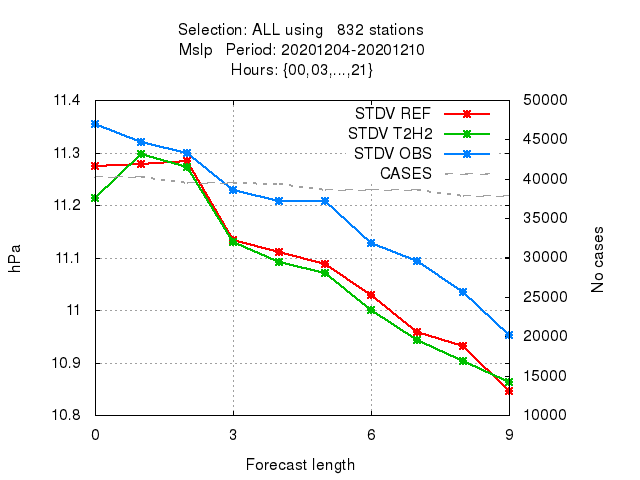 Selection: ALL using   832 stations
Mslp   Period: 20201204-20201210
Hours: {00,03,...,21}
11.4
11.3
11.2
11.1
11
10.9
10.8
hPa
50000
45000
40000
35000
30000
25000
20000
15000
10000
No cases
STDV REF
STDV T2H2
STDV OBS
CASES
0
3
6
9
Forecast length